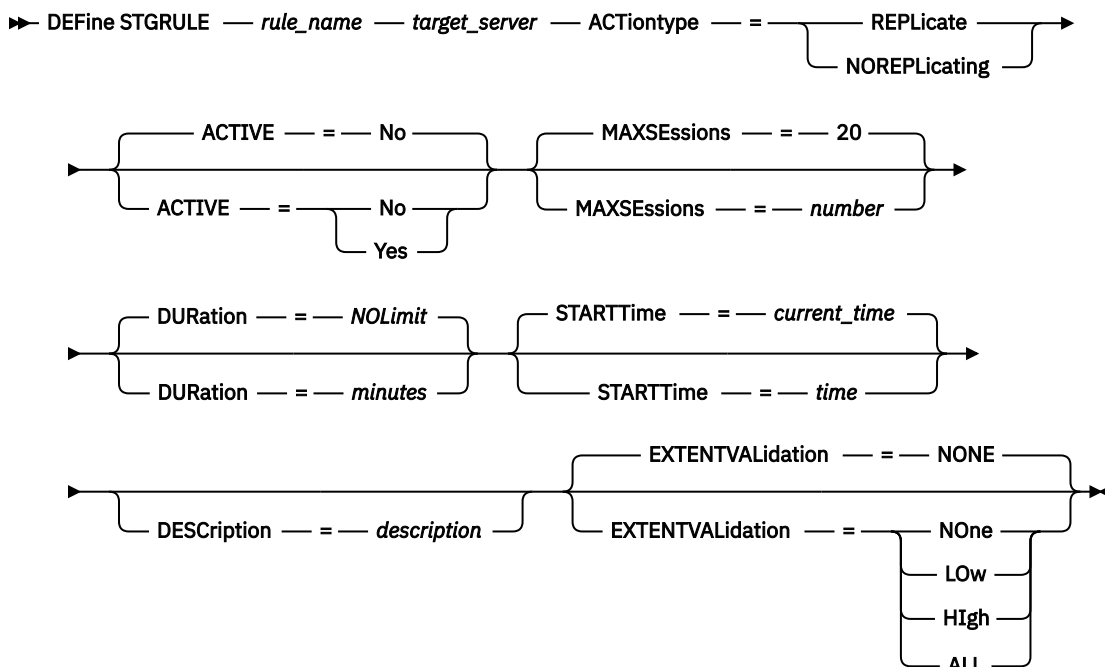 DEFine STGRULE rule_name target_server ACTiontype = REPLicate
NOREPLicating
ACTIVE = No MAXSEssions = 20
ACTIVE = No MAXSEssions = number
Yes
DURation = NOLimit STARTTime = current_time
DURation = minutes STARTTime = time
EXTENTVALidation = NONE
DESCription = description EXTENTVALidation = NOne
LOw
HIgh
ALL